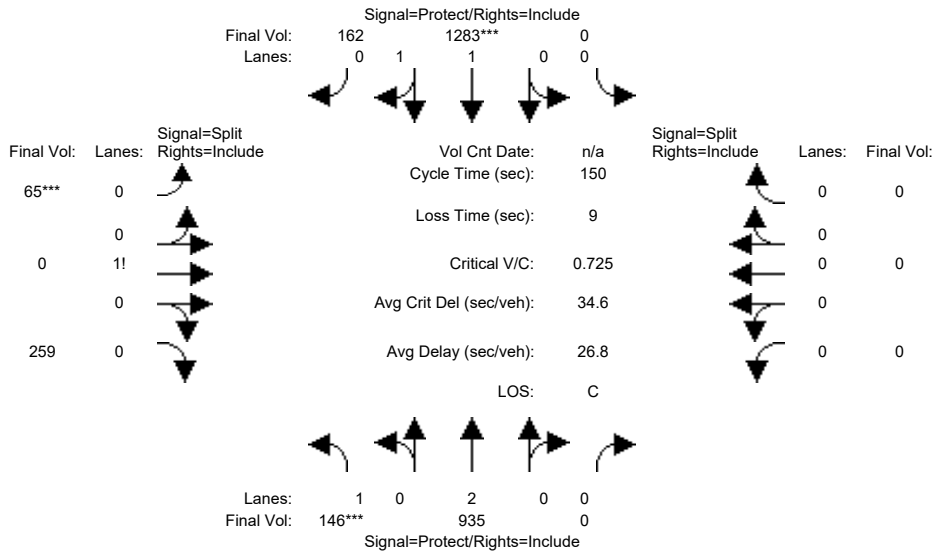 Signal=Protect/Rights=Include
Final Vol: 162 1283*** 0
Lanes: 0 1 1 0 0
Signal=Split Signal=Split
Final Vol: Lanes: Rights=Include Vol Cnt Date: n/a Rights=Include Lanes: Final Vol:
Cycle Time (sec): 150
65*** 0 0 0
Loss Time (sec): 9
0 0
0 1! Critical V/C: 0.725 0 0
0 Avg Crit Del (sec/veh): 34.6 0
259 0 Avg Delay (sec/veh): 26.8 0 0
LOS: C
Lanes: 1 0 2 0 0
Final Vol: 146*** 935 0
Signal=Protect/Rights=Include